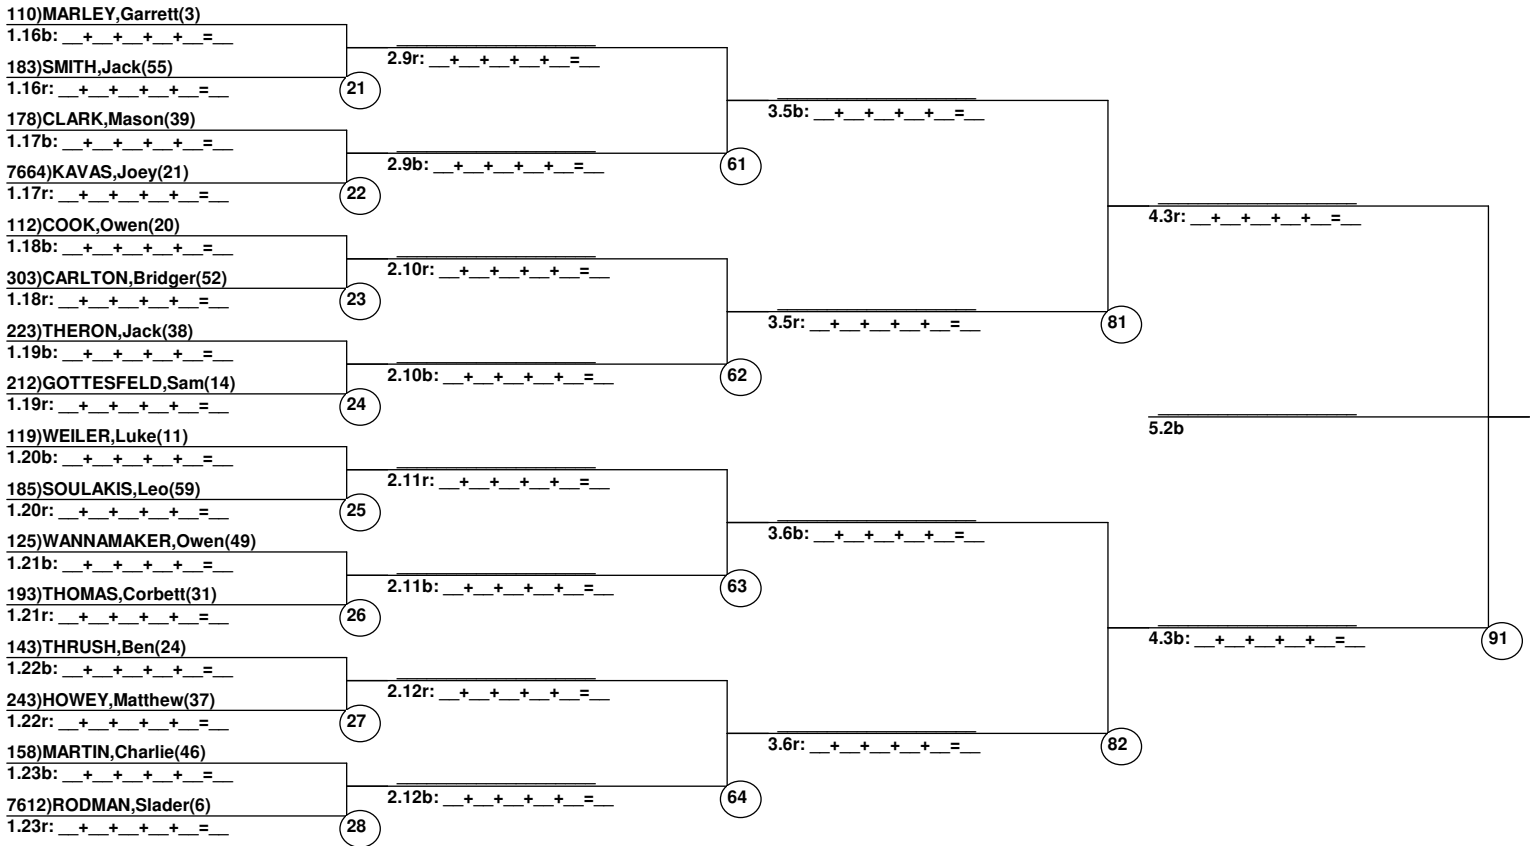 110)MARLEY,Garrett(3)
1.16b: __+__+__+__+__=__
2.9r: __+__+__+__+__=__
183)SMITH,Jack(55)
1.16r: __+__+__+__+__=__
21
3.5b: __+__+__+__+__=__
178)CLARK,Mason(39)
1.17b: __+__+__+__+__=__
2.9b: __+__+__+__+__=__
61
7664)KAVAS,Joey(21)
1.17r: __+__+__+__+__=__
22
4.3r: __+__+__+__+__=__
112)COOK,Owen(20)
1.18b: __+__+__+__+__=__
2.10r: __+__+__+__+__=__
303)CARLTON,Bridger(52)
1.18r: __+__+__+__+__=__
23
3.5r: __+__+__+__+__=__
81
223)THERON,Jack(38)
1.19b: __+__+__+__+__=__
2.10b: __+__+__+__+__=__
62
212)GOTTESFELD,Sam(14)
1.19r: __+__+__+__+__=__
24
5.2b
119)WEILER,Luke(11)
1.20b: __+__+__+__+__=__
2.11r: __+__+__+__+__=__
185)SOULAKIS,Leo(59)
1.20r: __+__+__+__+__=__
25
3.6b: __+__+__+__+__=__
125)WANNAMAKER,Owen(49)
1.21b: __+__+__+__+__=__
2.11b: __+__+__+__+__=__
63
193)THOMAS,Corbett(31)
1.21r: __+__+__+__+__=__
26
4.3b: __+__+__+__+__=__
91
143)THRUSH,Ben(24)
1.22b: __+__+__+__+__=__
2.12r: __+__+__+__+__=__
243)HOWEY,Matthew(37)
1.22r: __+__+__+__+__=__
27
3.6r: __+__+__+__+__=__
82
158)MARTIN,Charlie(46)
1.23b: __+__+__+__+__=__
2.12b: __+__+__+__+__=__
64
7612)RODMAN,Slader(6)
1.23r: __+__+__+__+__=__
28